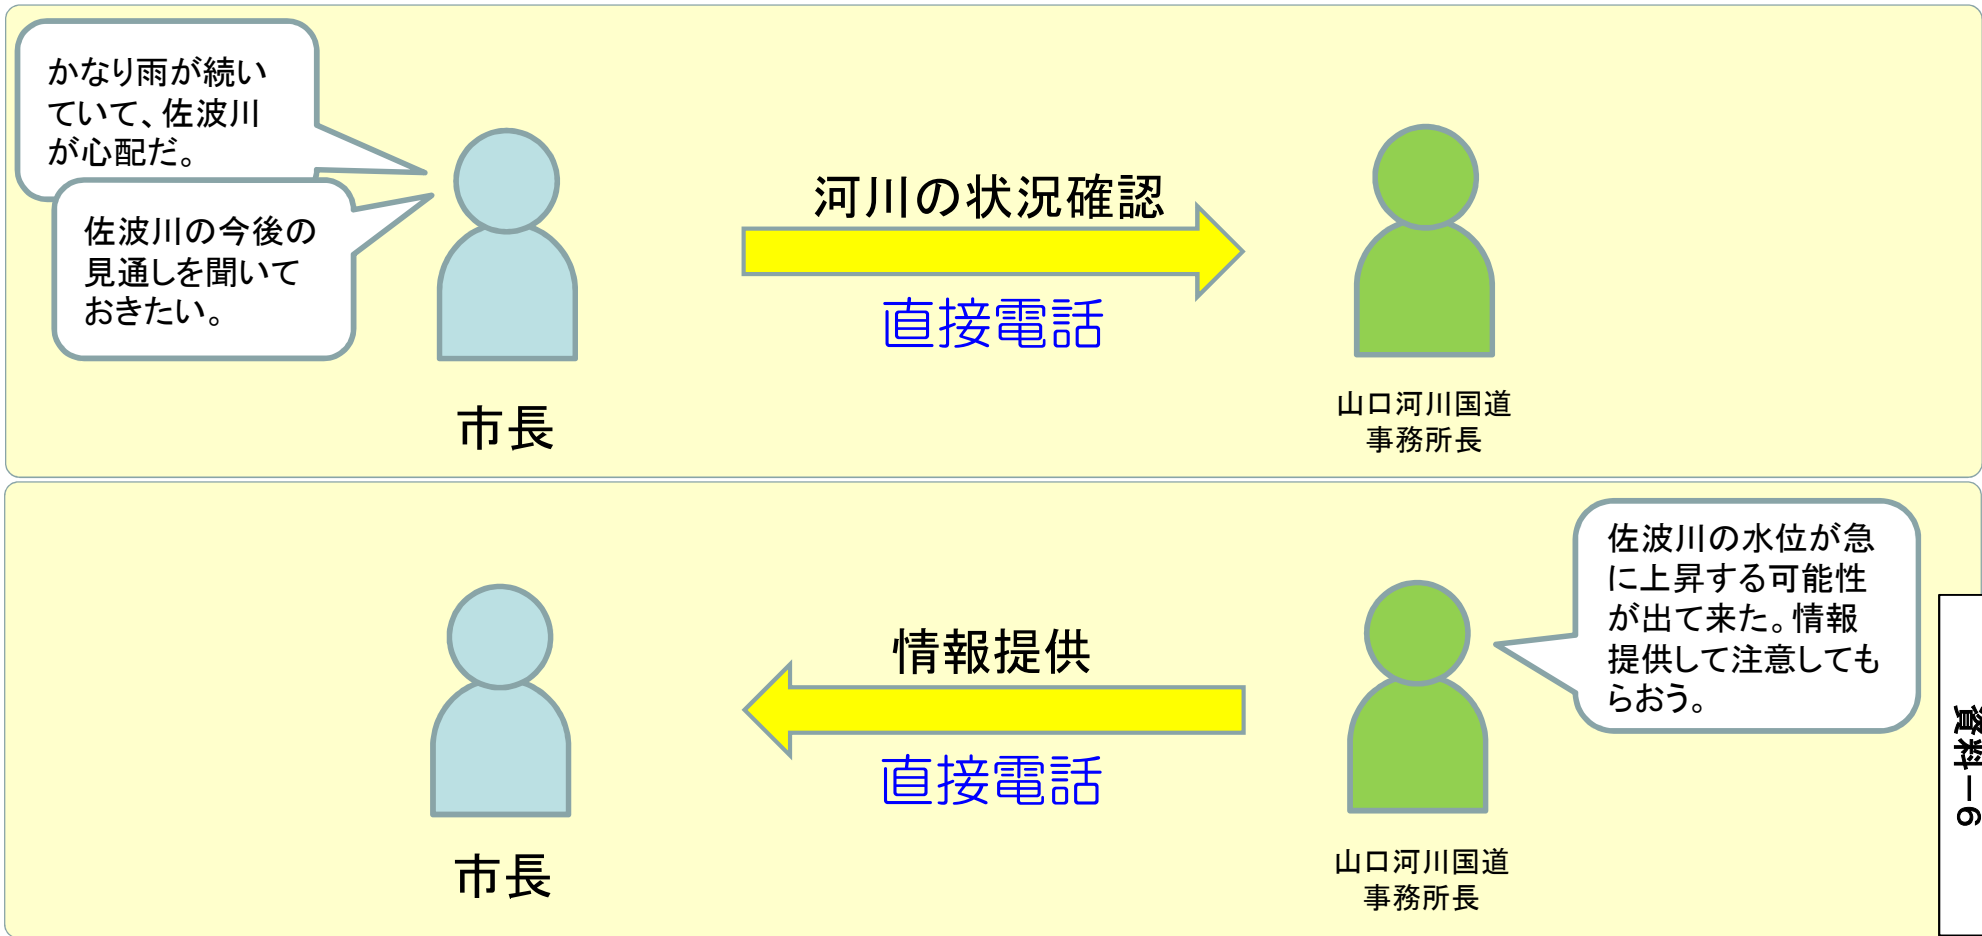 かなり雨が続い
ていて、佐波川
が心配だ。
佐波川の今後の
見通しを聞いて
おきたい。
河川の状況確認
直接電話
市長
山口河川国道
事務所長
佐波川の水位が急
に上昇する可能性
が出て来た。情報
提供して注意しても
らおう。
情報提供
直接電話
市長
山口河川国道
事務所長
資料－6